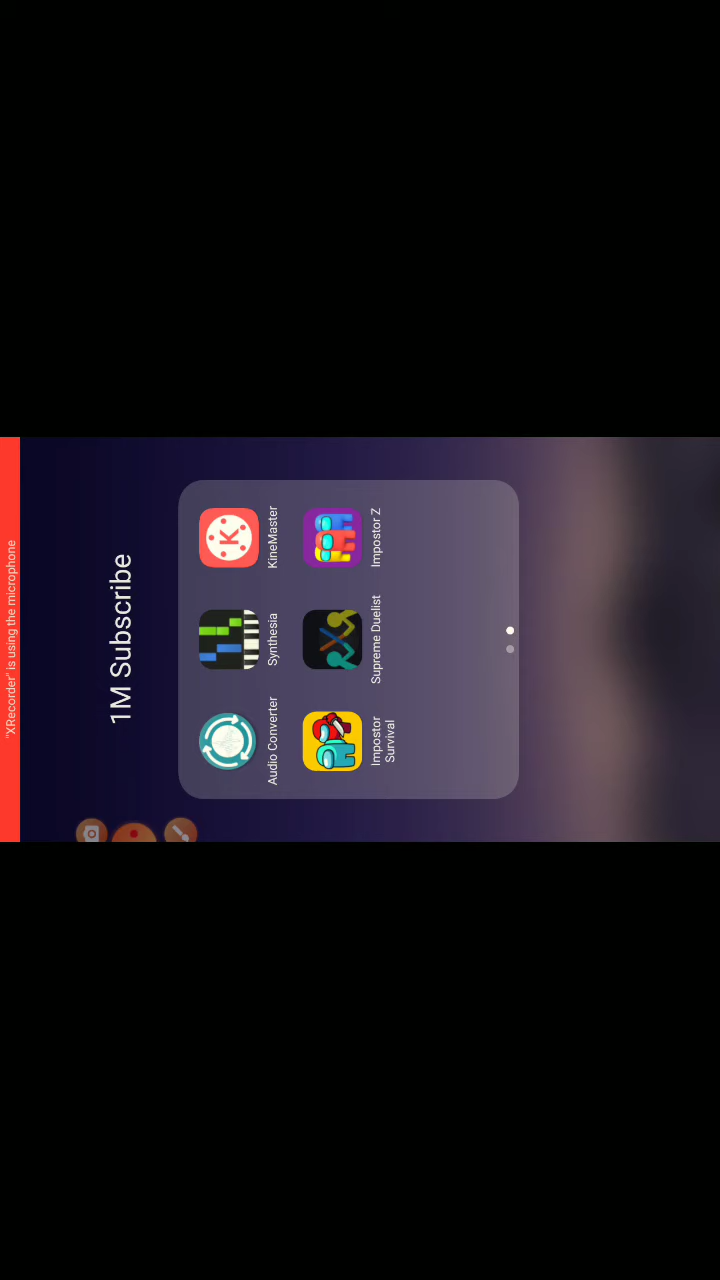 "XRecorder" is using the microphone
1M Subscribe
Audio Converter
Synthesia
KineMaster
K
Impostor
Survival
Supreme Duelist
Impostor Z